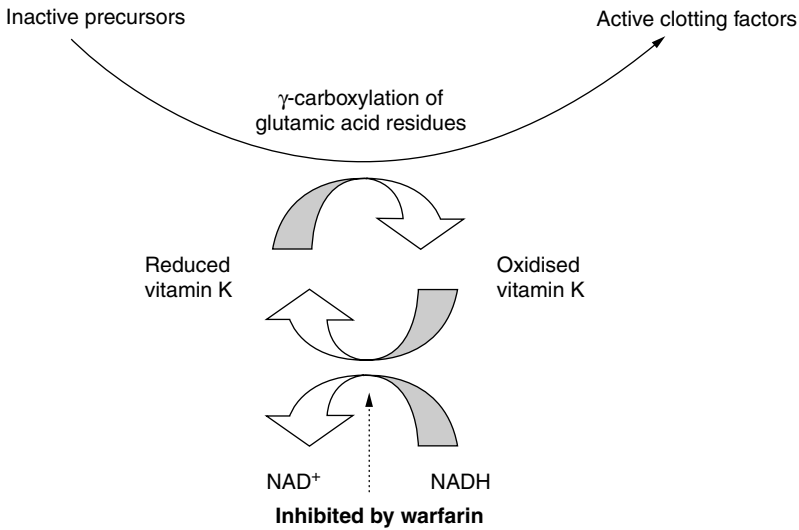 Inactive precursors
Active clotting factors
γ-carboxylation of
glutamic acid residues
Reduced
vitamin K
Oxidised
vitamin K
NAD⁺
NADH
Inhibited by warfarin